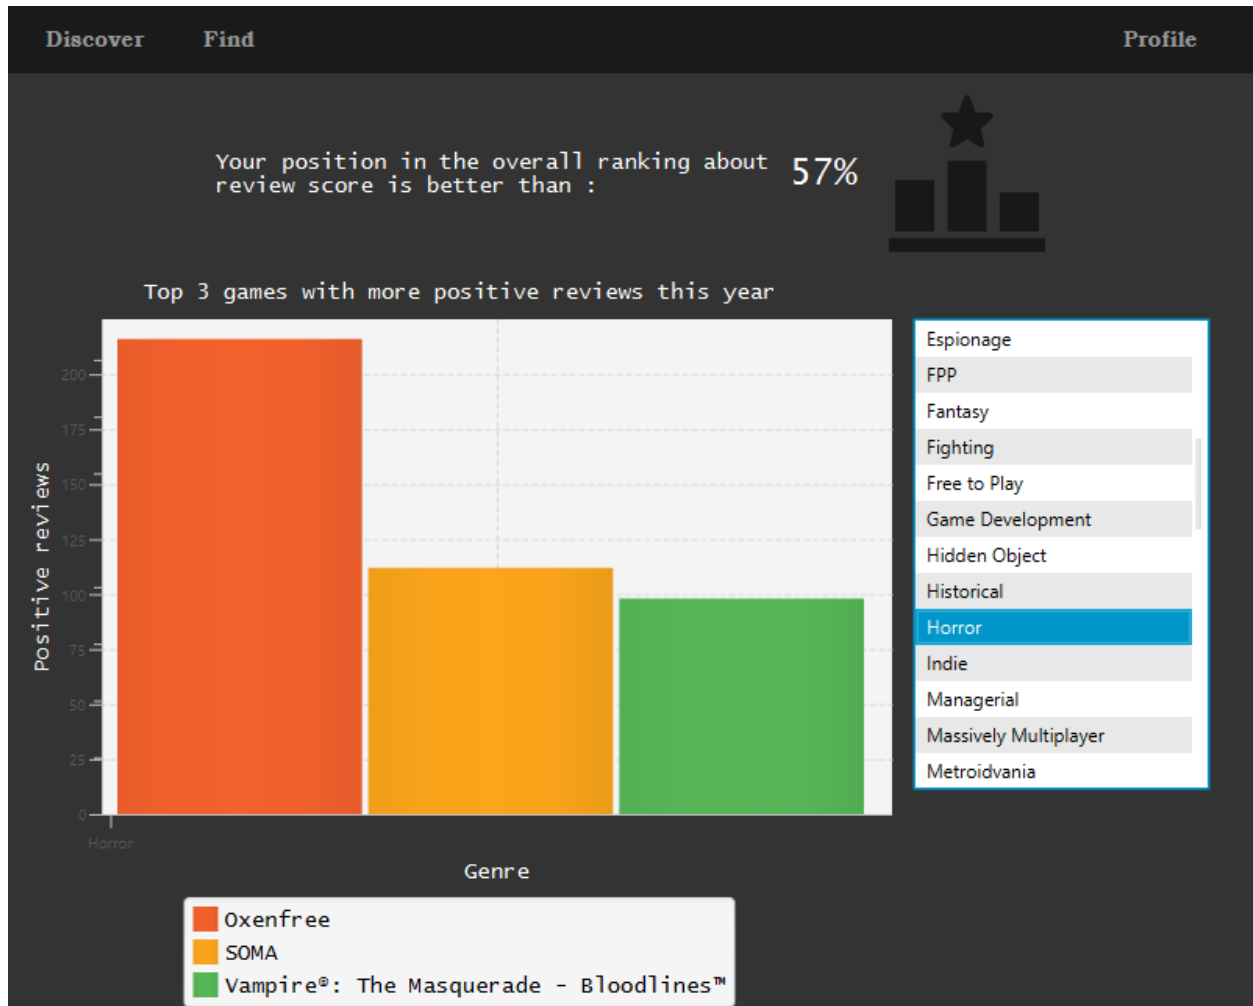 Discover
Find
Profile
Your position in the overall ranking about
review score is better than :
57%
Top 3 games with more positive reviews this year
Positive reviews
200
175
150
125
100
75
50
25
0
Horror
Genre
Oxenfree
SOMA
Vampire®: The Masquerade - Bloodlines™
Espionage
FPP
Fantasy
Fighting
Free to Play
Game Development
Hidden Object
Historical
Horror
Indie
Managerial
Massively Multiplayer
Metroidvania